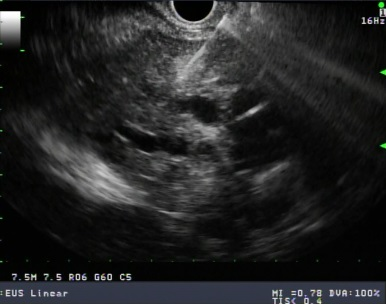 16Hz
7.5M 7.5 R06 G60 C5
:EUS Linear
MI =0.78 DVA:100%
TIS< 0.4